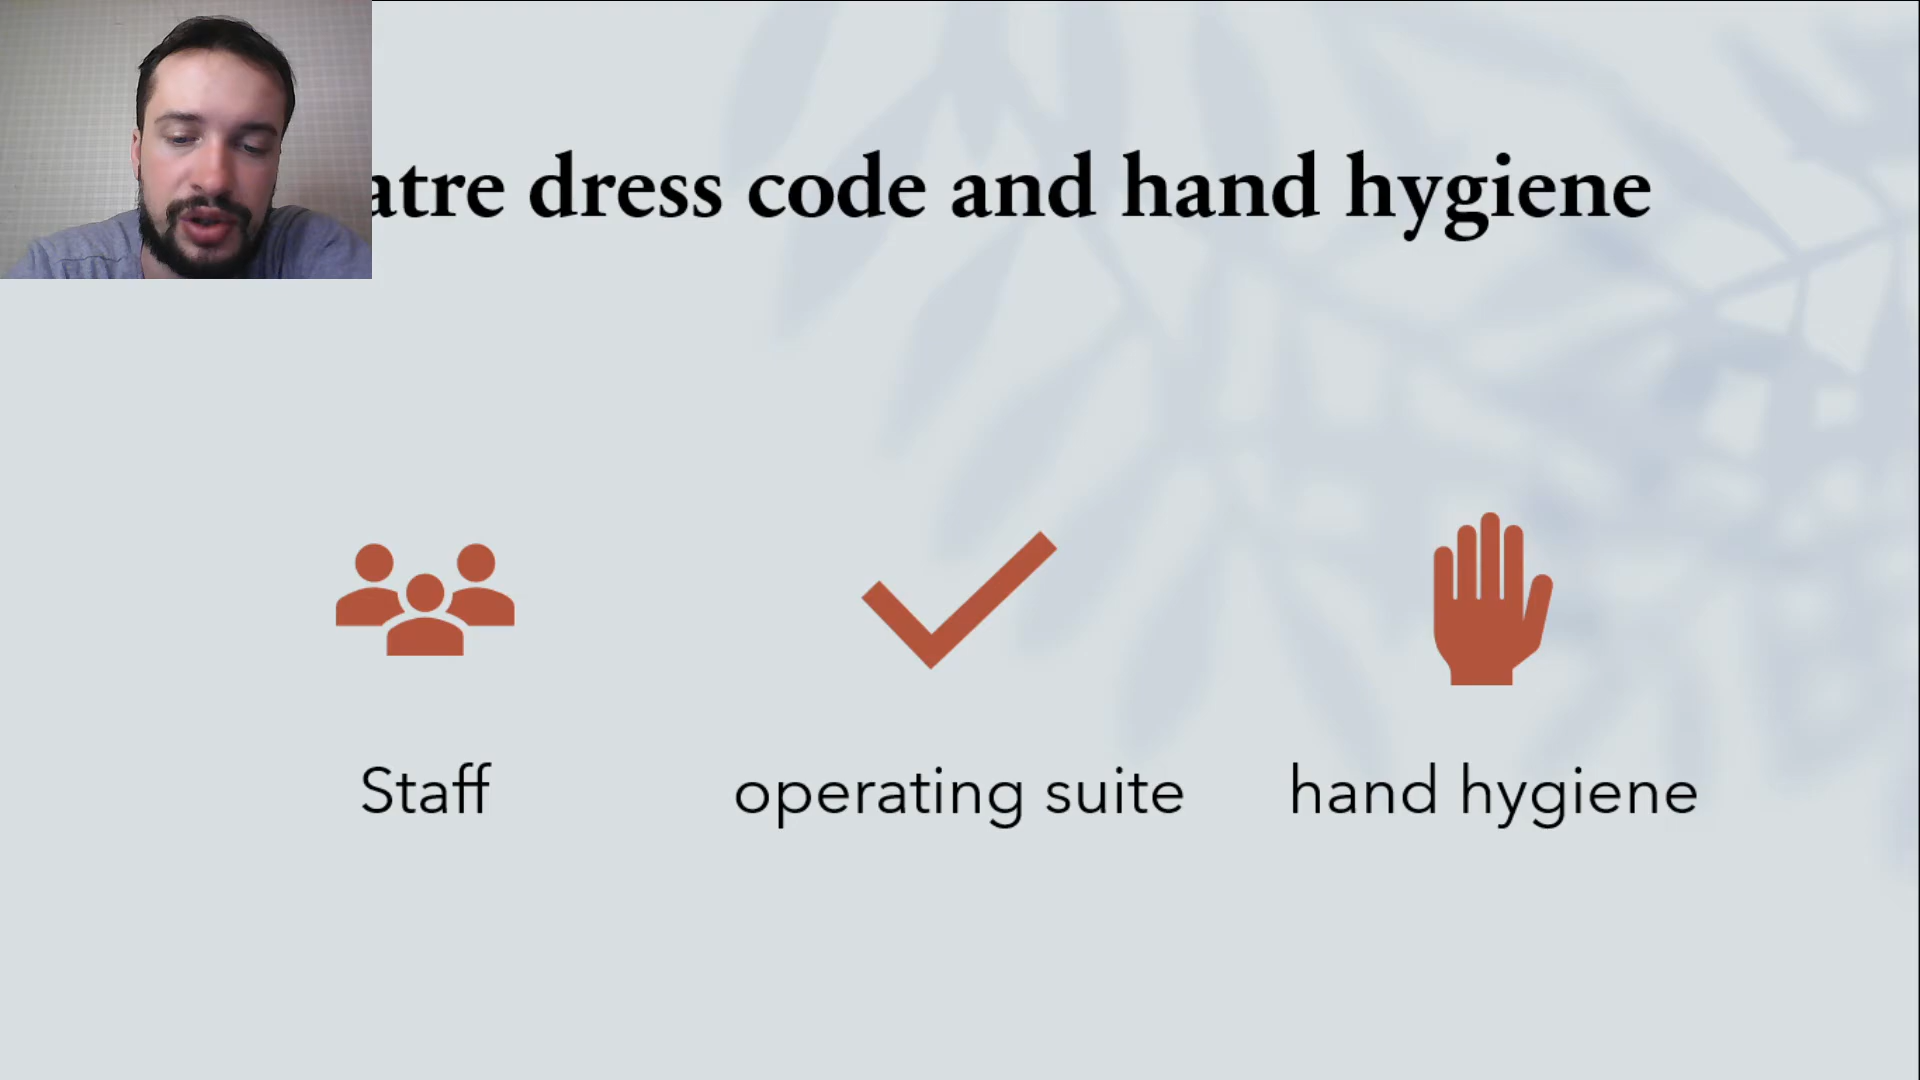 atre dress code and hand hygiene
Staff
operating suite
hand hygiene